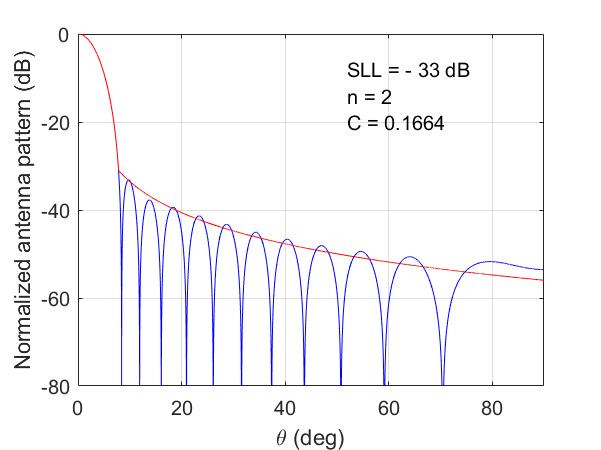 Normalized antenna pattern (dB)
0
-20
-40
-60
-80
SLL = - 33 dB
n = 2
C = 0.1664
0 20 40 60 80
θ (deg)